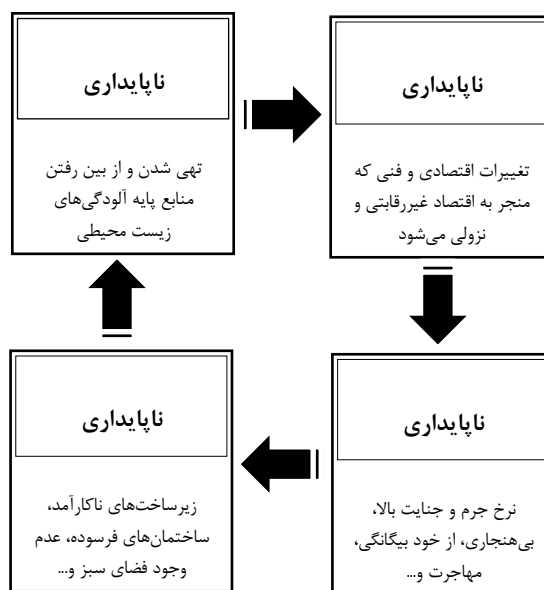 ناپایداری
تغییرات اقتصادی و فنی که
منجر به اقتصاد غیررقابتی و
نزولی می‌شود
ناپایداری
تهی شدن و از بین رفتن
منابع پایه آلودگی‌های
زیست محیطی
ناپایداری
نرخ جرم و جنایت بالا،
بی‌هنجاری، از خود بیگانگی،
مهاجرت و...
ناپایداری
زیرساخت‌های ناکارآمد،
ساختمان‌های فرسوده، عدم
وجود فضای سبز و...